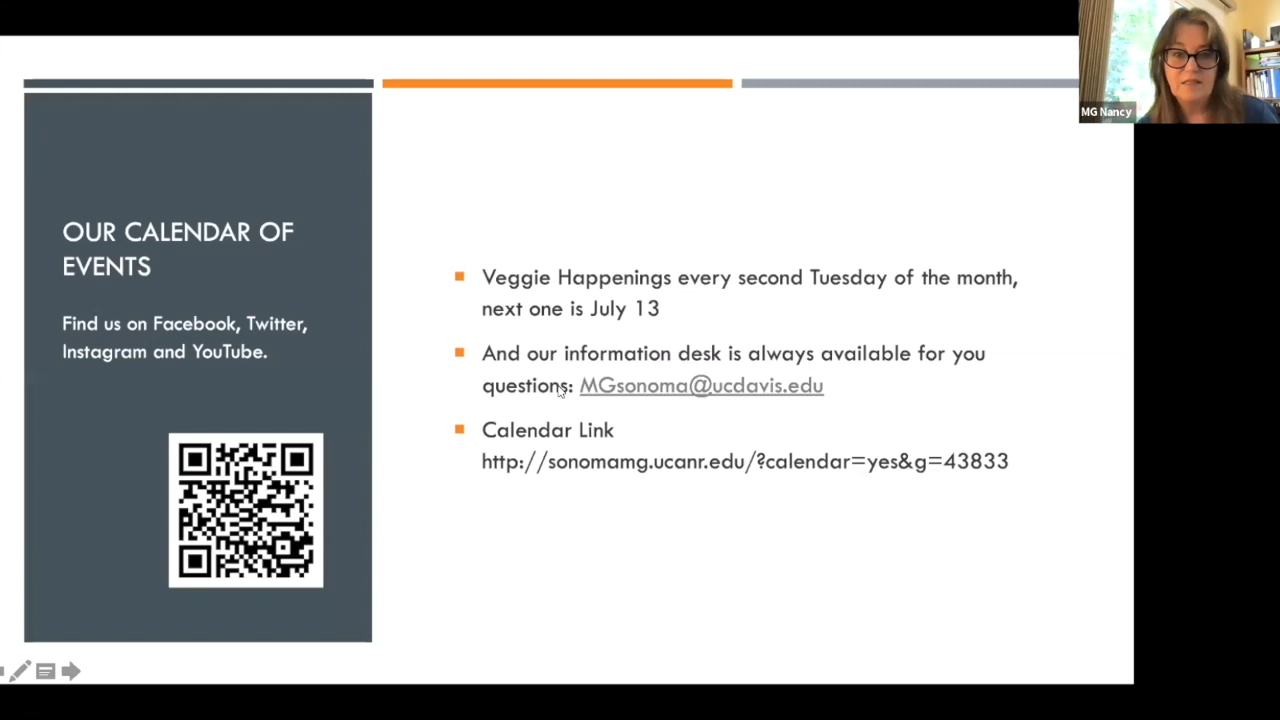 OUR CALENDAR OF
EVENTS
Find us on Facebook, Twitter,
Instagram and YouTube.
Veggie Happenings every second Tuesday of the month,
next one is July 13
And our information desk is always available for you
questions: MGsonoma@ucdavis.edu
Calendar Link
http://sonomamg.ucanr.edu/?calendar=yes&g=43833
MG Nancy